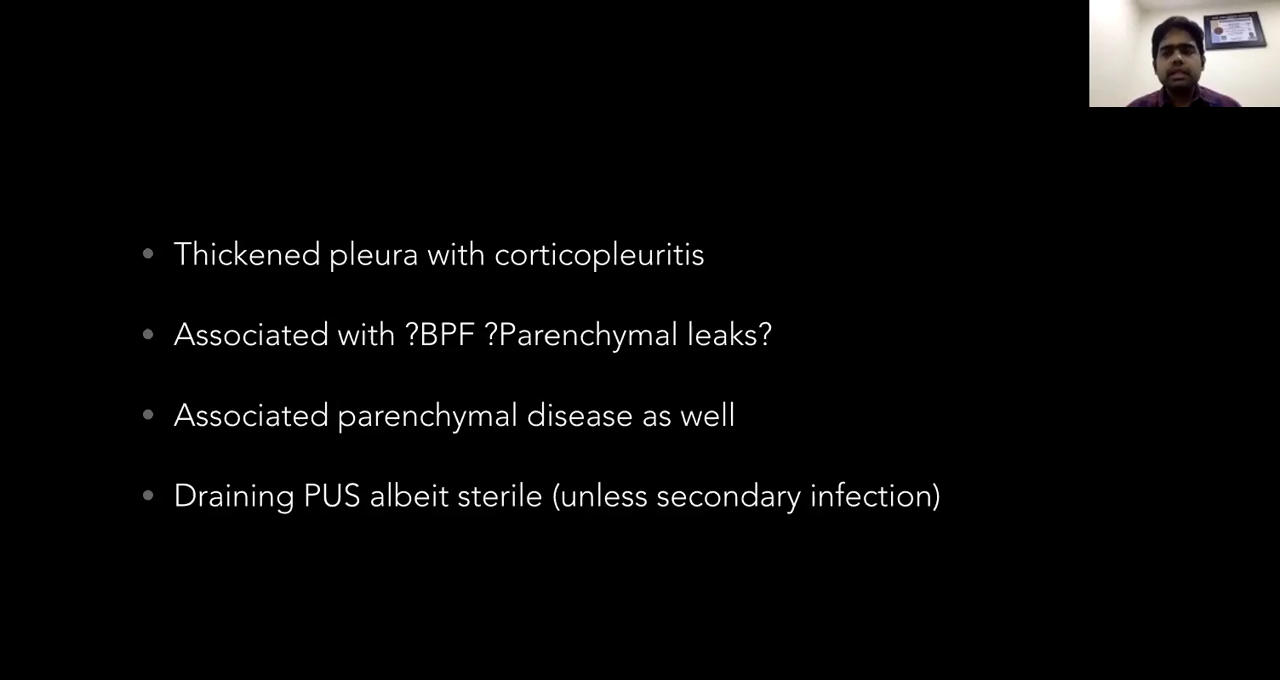 Thickened pleura with corticopleuritis
Associated with ?BPF ?Parenchymal leaks?
Associated parenchymal disease as well
Draining PUS albeit sterile (unless secondary infection)